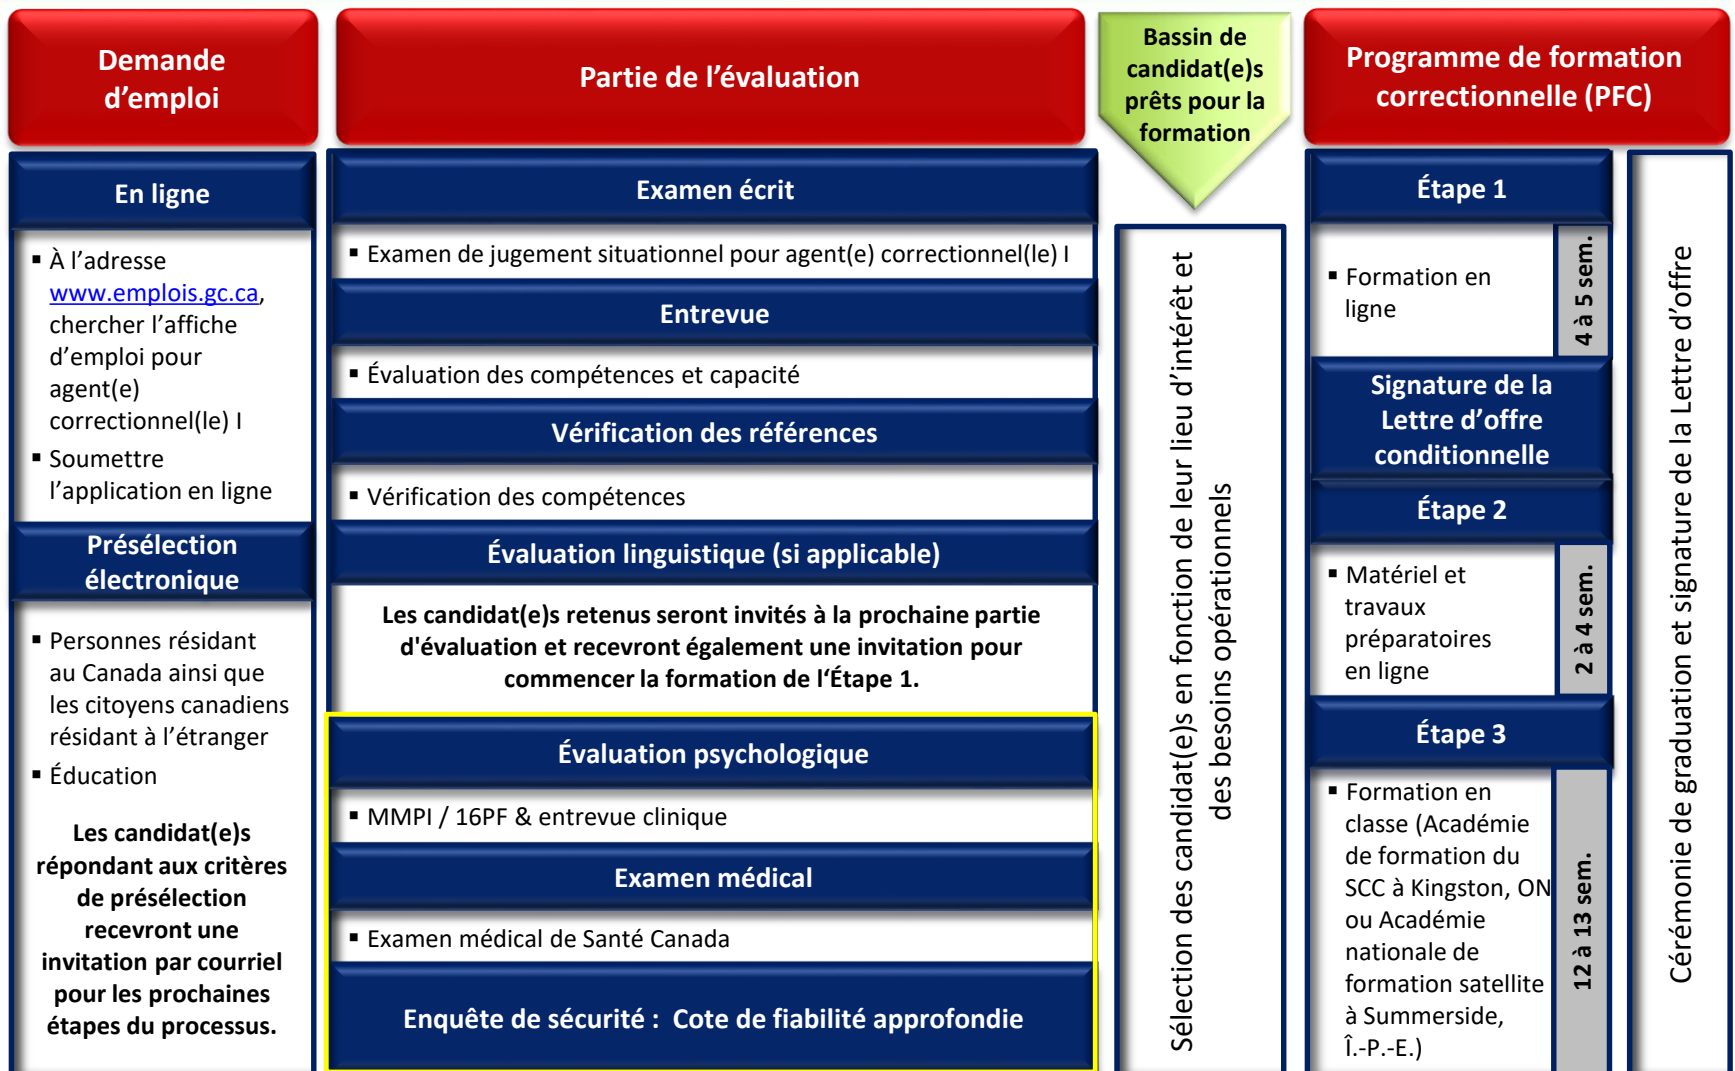 Demande
d’emploi
En ligne
▪ À l’adresse
www.emplois.gc.ca,
chercher l’affiche
d’emploi pour
agent(e)
correctionnel(le) I
▪ Soumettre
l’application en ligne
Présélection
électronique
▪ Personnes résidant
au Canada ainsi que
les citoyens canadiens
résidant à l’étranger
▪ Éducation
Les candidat(e)s
répondant aux critères
de présélection
recevront une
invitation par courriel
pour les prochaines
étapes du processus.
Partie de l’évaluation
Examen écrit
▪ Examen de jugement situationnel pour agent(e) correctionnel(le) I
Entrevue
▪ Évaluation des compétences et capacité
Vérification des références
▪ Vérification des compétences
Évaluation linguistique (si applicable)
Les candidat(e)s retenus seront invités à la prochaine partie
d'évaluation et recevront également une invitation pour
commencer la formation de l‘Étape 1.
Évaluation psychologique
▪ MMPI / 16PF & entrevue clinique
Examen médical
▪ Examen médical de Santé Canada
Enquête de sécurité : Cote de fiabilité approfondie
Bassin de
candidat(e)s
prêts pour la
formation
Sélection des candidat(e)s en fonction de leur lieu d’intérêt et
des besoins opérationnels
Programme de formation
correctionnelle (PFC)
Étape 1
▪ Formation en
ligne
4 à 5 sem.
Signature de la
Lettre d’offre
conditionnelle
Étape 2
▪ Matériel et
travaux
préparatoires
en ligne
2 à 4 sem.
Étape 3
▪ Formation en
classe (Académie
de formation du
SCC à Kingston, ON
ou Académie
nationale de
formation satellite
à Summerside,
Î.-P.-E.)
12 à 13 sem.
Cérémonie de graduation et signature de la Lettre d’offre